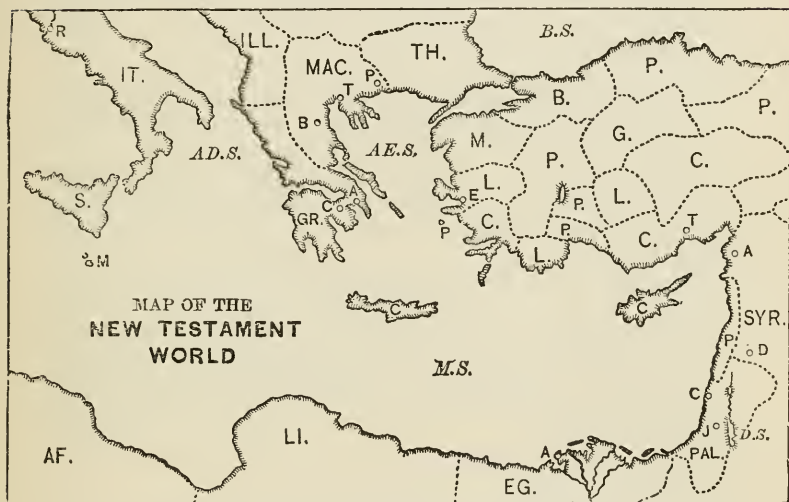 R
IT.
ILL.
MAC.
P
T
B
TH.
B.S.
AD.S.
AE.S.
B.
P.
P.
M.
P.
G.
C.
L.
E
P.
L.
C.
P
L.
P.
C.
T
A
S.
M
GR.
C
A
MAP OF THE
NEW TESTAMENT
WORLD
C
C
SYR.
P
D
M.S.
C
J
D.S.
PAL.
AF.
LI.
A
EG.